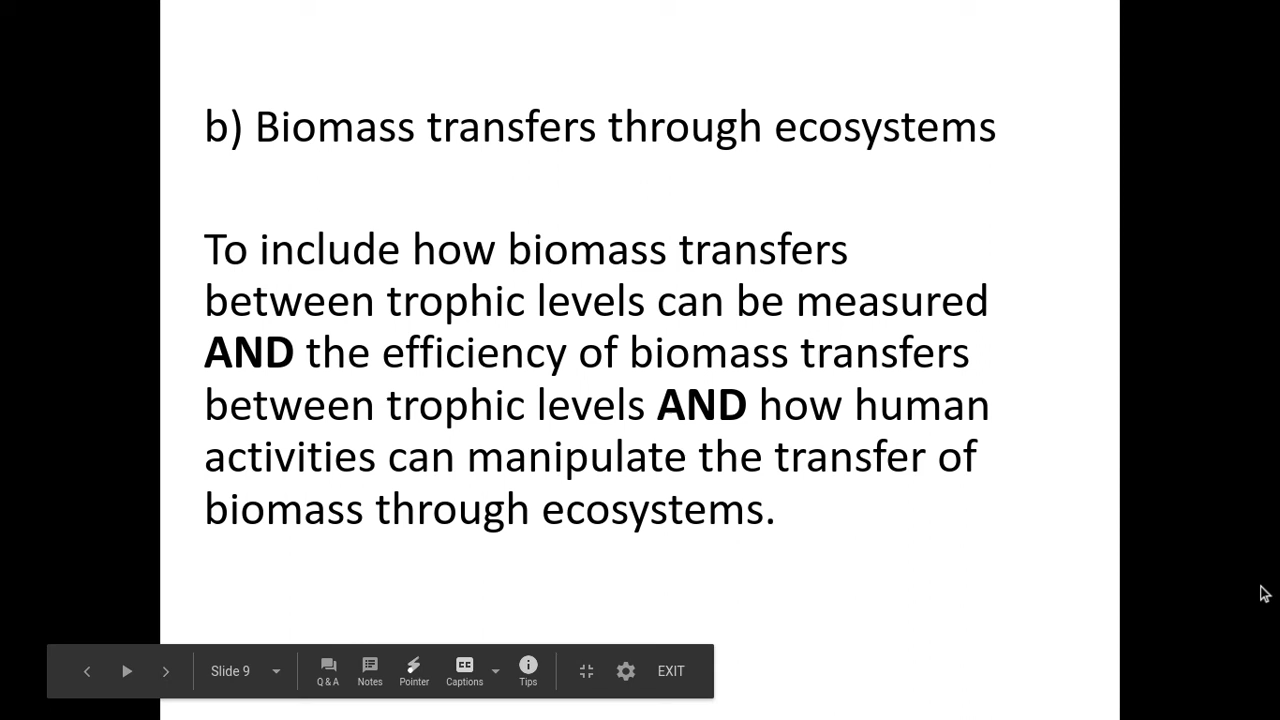 b) Biomass transfers through ecosystems
To include how biomass transfers
between trophic levels can be measured
AND the efficiency of biomass transfers
between trophic levels AND how human
activities can manipulate the transfer of
biomass through ecosystems.
Slide 9
Q & A
Notes
Pointer
CC
Captions
Tips
EXIT